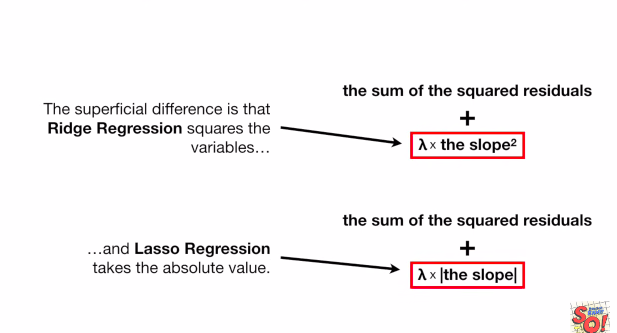 the sum of the squared residuals
The superficial difference is that
Ridge Regression squares the
variables…
+
λ x the slope²
the sum of the squared residuals
…and Lasso Regression
takes the absolute value.
+
λ x |the slope|
SO!